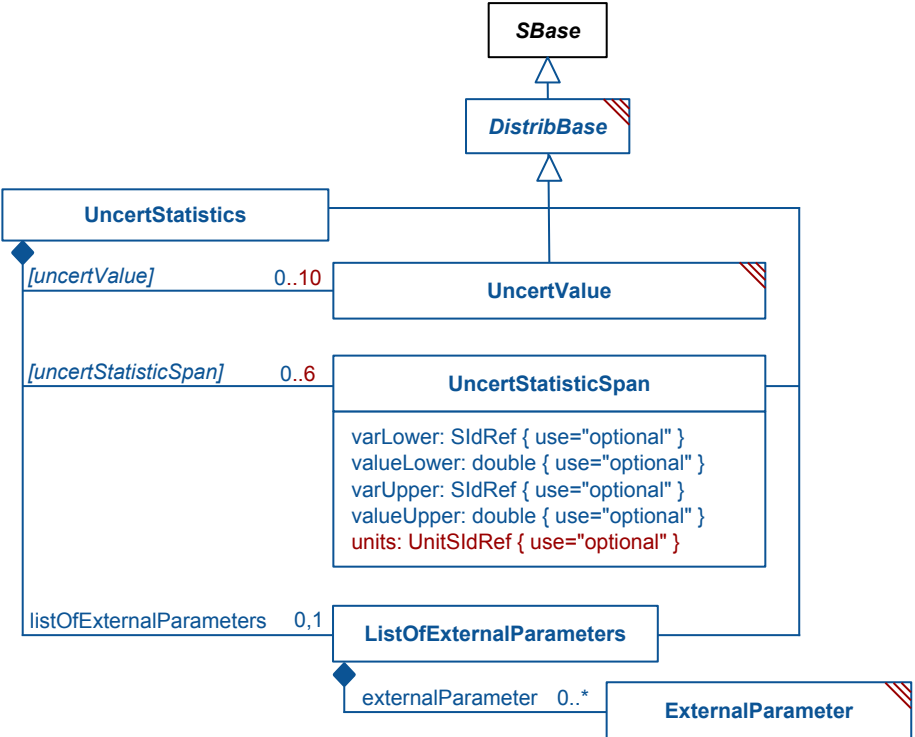 SBase
DistribBase
UncertStatistics
[uncertValue] 0..10
UncertValue
[uncertStatisticSpan] 0..6
UncertStatisticSpan
varLower: SIdRef { use="optional" }
valueLower: double { use="optional" }
varUpper: SIdRef { use="optional" }
valueUpper: double { use="optional" }
units: UnitSIdRef { use="optional" }
listOfExternalParameters 0,1
ListOfExternalParameters
externalParameter 0..*
ExternalParameter